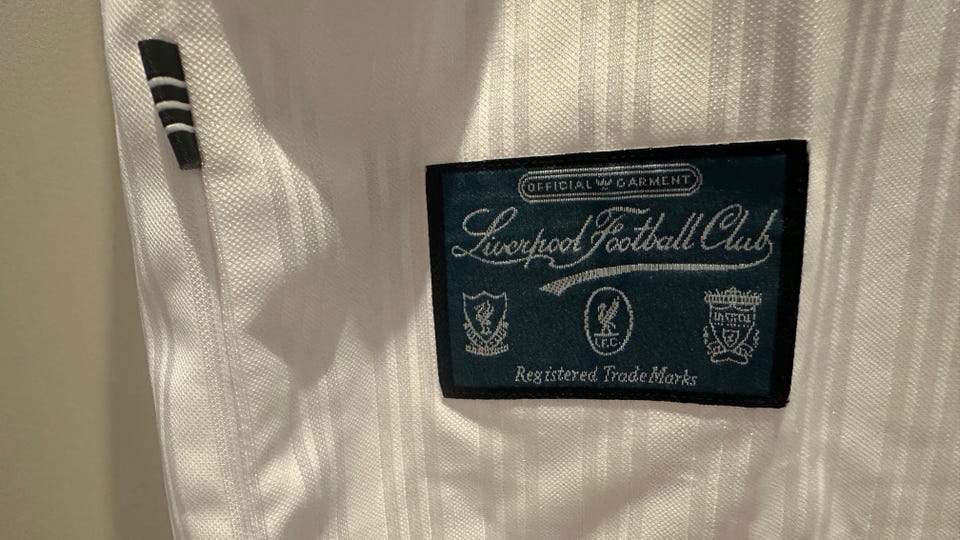 OFFICIAL GARMENT
Liverpool Football Club
L.F.C
Registered Trade Marks